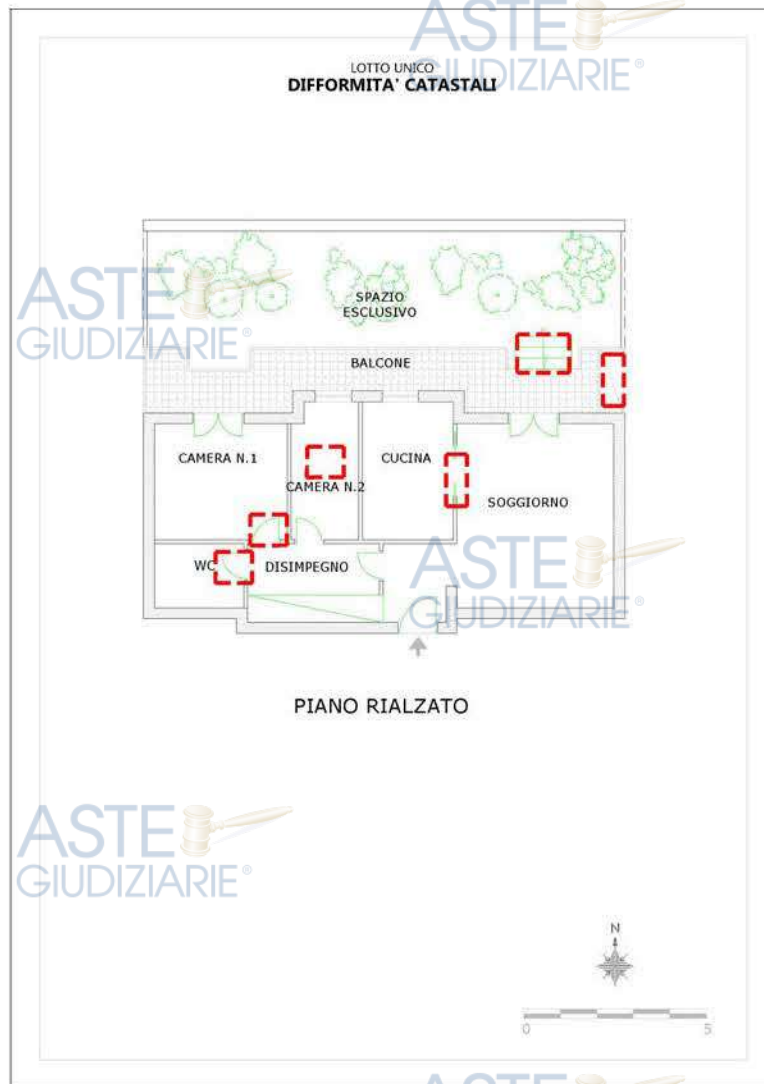 ASTE
GIUDIZIARIE®
LOTTO UNICO
DIFFORMITA' CATASTALI
ASTE
GIUDIZIARIE®
SPAZIO
ESCLUSIVO
BALCONE
CAMERA N.1
CUCINA
CAMERA N.2
SOGGIORNO
ASTE
GIUDIZIARIE®
WC
DISIMPEGNO
PIANO RIALZATO
ASTE
GIUDIZIARIE®
N
0 5
ASTE